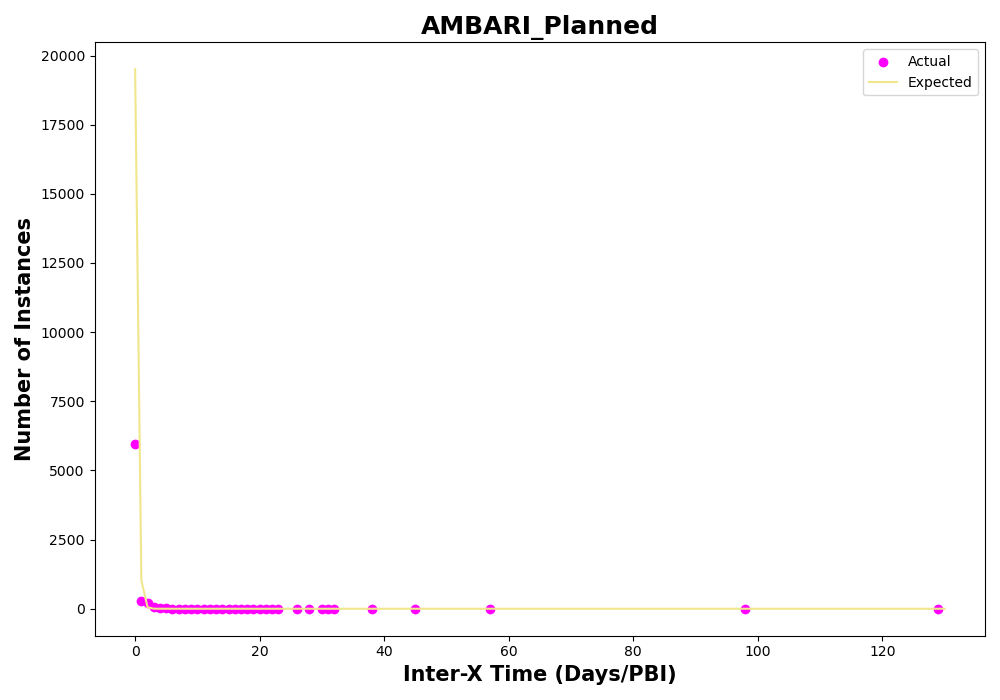 AMBARI_Planned
Actual
Expected
Number of Instances
20000
17500
15000
12500
10000
7500
5000
2500
0
0 20 40 60 80 100 120
Inter-X Time (Days/PBI)